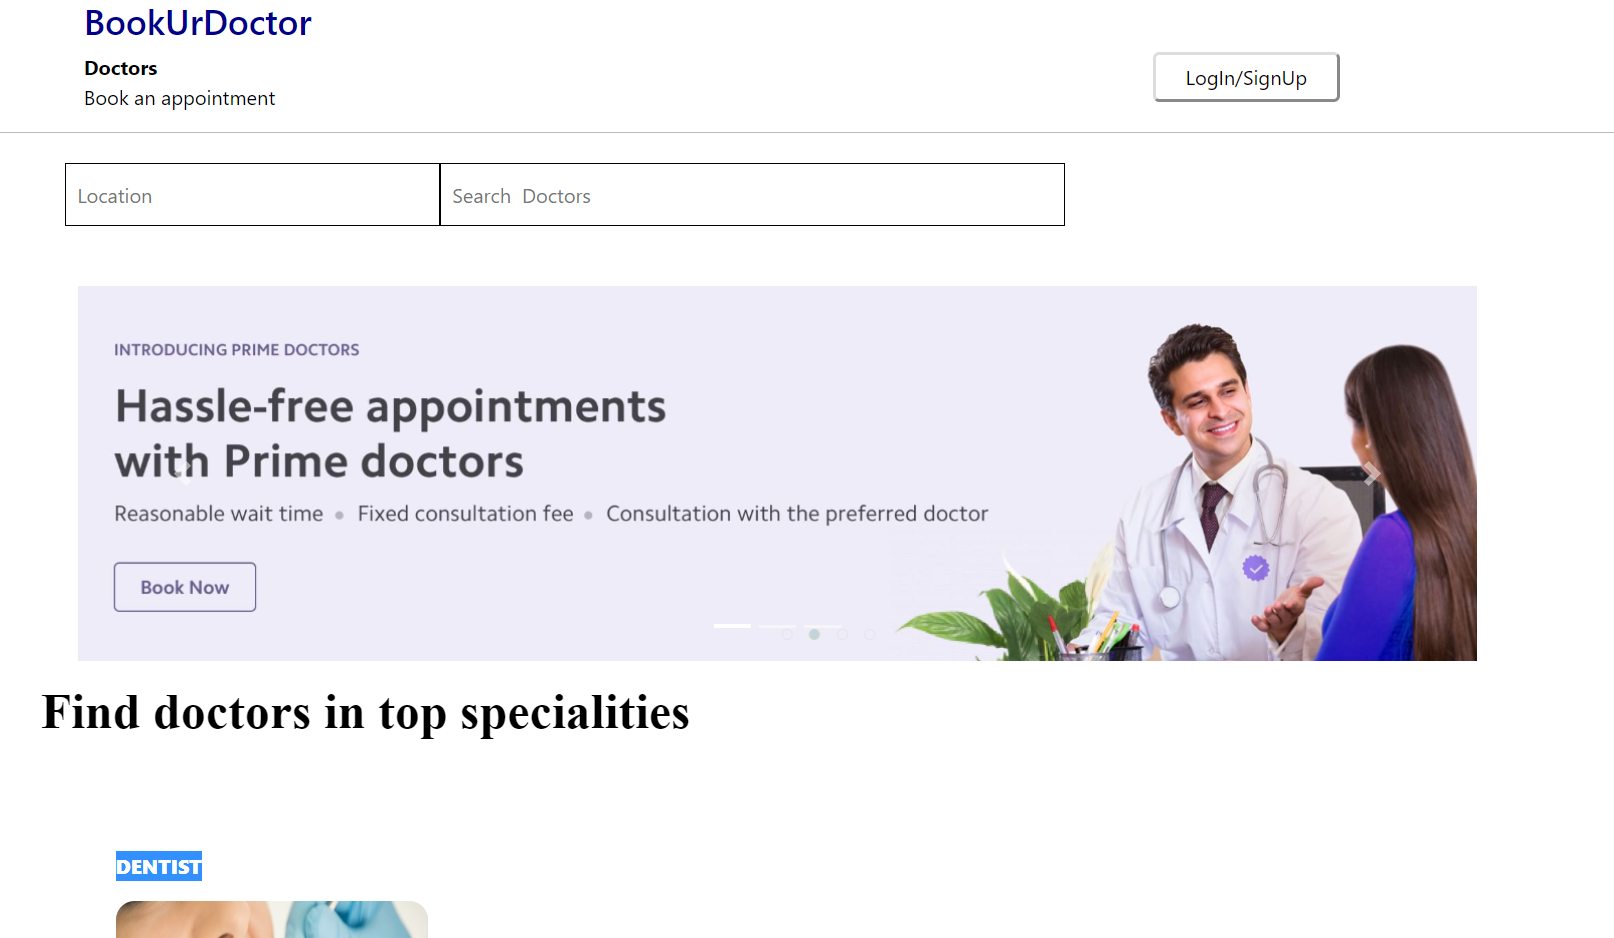 BookUrDoctor
Doctors
Book an appointment
LogIn/SignUp
Location
Search  Doctors
INTRODUCING PRIME DOCTORS
Hassle-free appointments
with Prime doctors
Reasonable wait time • Fixed consultation fee • Consultation with the preferred doctor
Book Now
Find doctors in top specialities
DENTIST